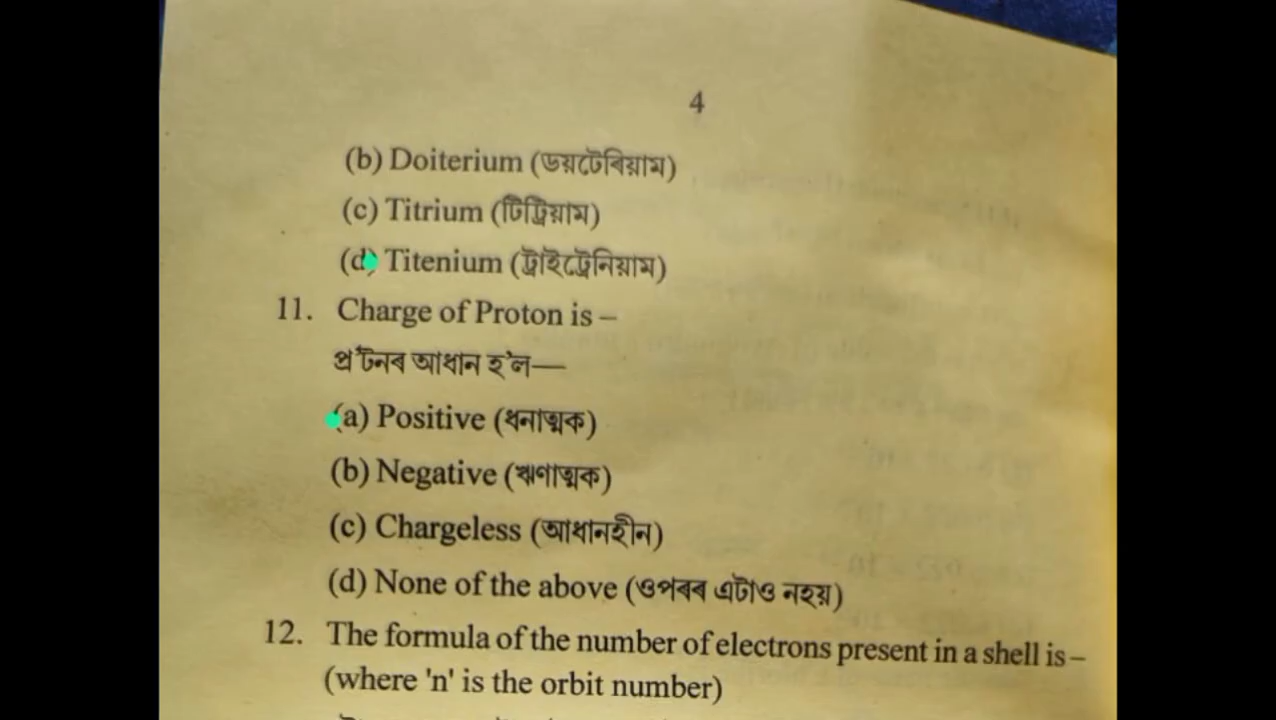 4
(b) Doiterium (ডয়টেৰিয়াম)
(c) Titrium (টিট্ৰিয়াম)
(d) Titenium (ট্ৰাইট্ৰেনিয়াম)
11. Charge of Proton is –
প্ৰ'টনৰ আধান হ'ল—
(a) Positive (ধনাত্মক)
(b) Negative (ঋণাত্মক)
(c) Chargeless (আধানহীন)
(d) None of the above (ওপৰৰ এটাও নহয়)
12. The formula of the number of electrons present in a shell is –
(where 'n' is the orbit number)